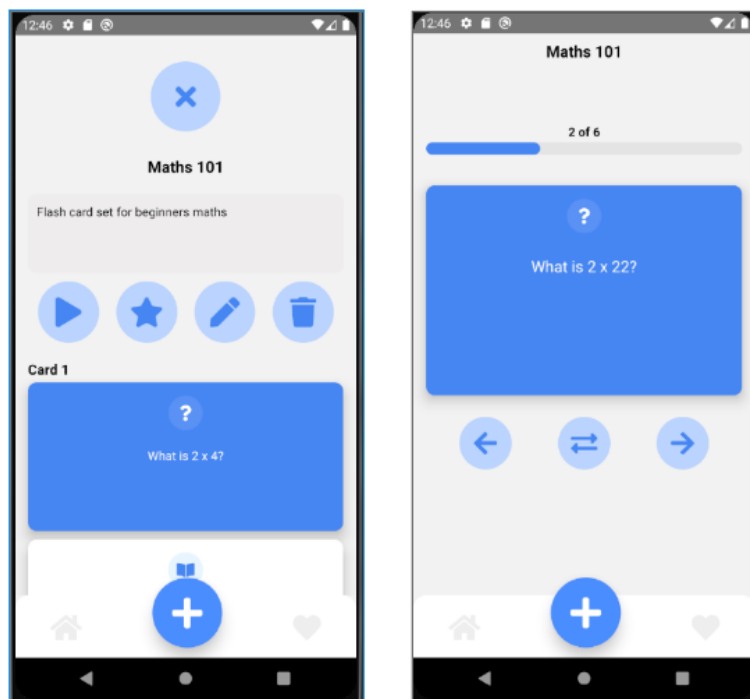 12:46
Maths 101
Flash card set for beginners maths
Card 1
?
What is 2 x 4?
12:46
Maths 101
2 of 6
?
What is 2 x 22?